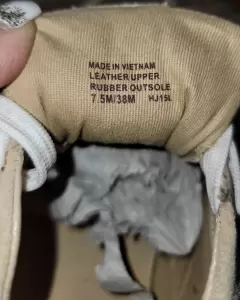 MADE IN VIETNAM
LEATHER UPPER
RUBBER OUTSOLE
7.5M/38M HJ15L